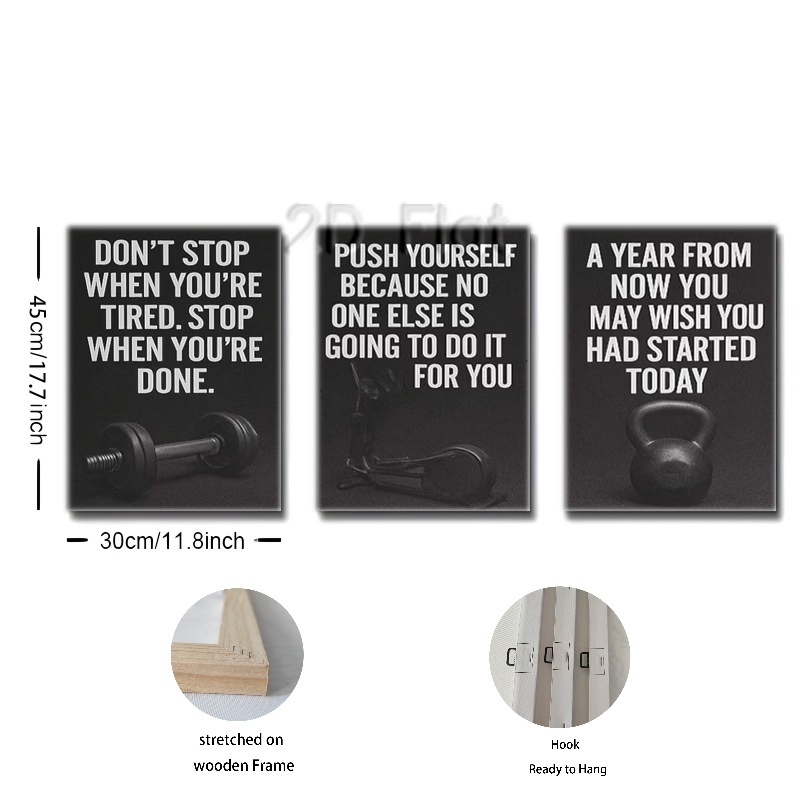 2D Flat
DON'T STOP
WHEN YOU'RE
TIRED. STOP
WHEN YOU'RE
DONE.
PUSH YOURSELF
BECAUSE NO
ONE ELSE IS
GOING TO DO IT
FOR YOU
A YEAR FROM
NOW YOU
MAY WISH YOU
HAD STARTED
TODAY
45cm/17.7inch
30cm/11.8inch
stretched on
wooden Frame
Hook
Ready to Hang